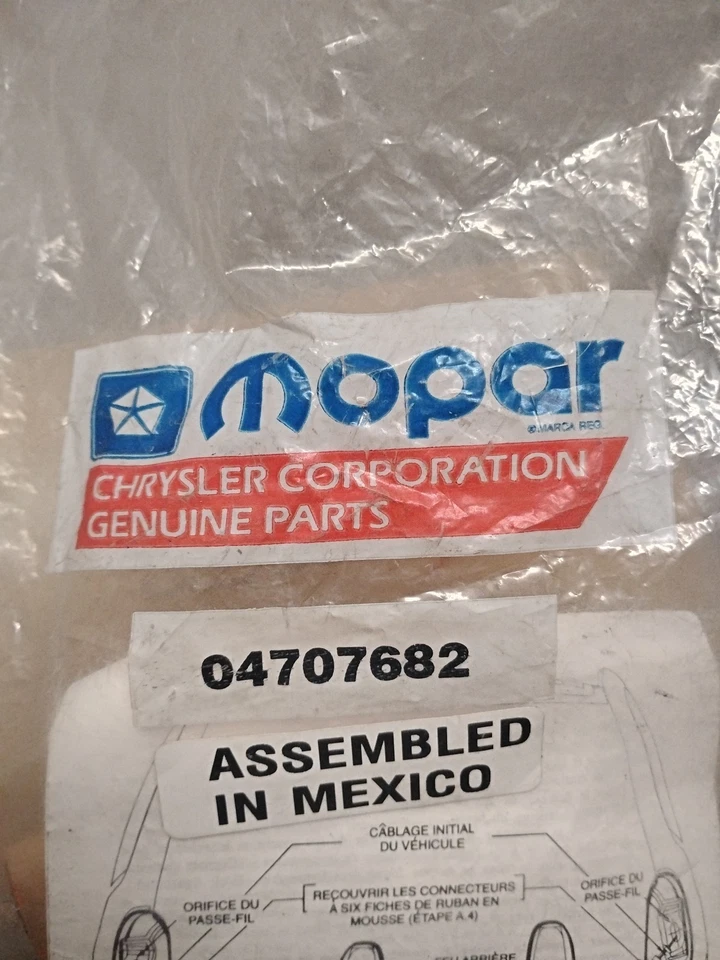 mopar
® MARCA REG.
CHRYSLER CORPORATION
GENUINE PARTS
04707682
ASSEMBLED
IN MEXICO
CÂBLAGE INITIAL
DU VÉHICULE
ORIFICE DU
PASSE-FIL
RECOUVRIR LES CONNECTEURS
À SIX FICHES DE RUBAN EN
MOUSSE (ÉTAPE A.4)
ORIFICE DU
PASSE-FIL